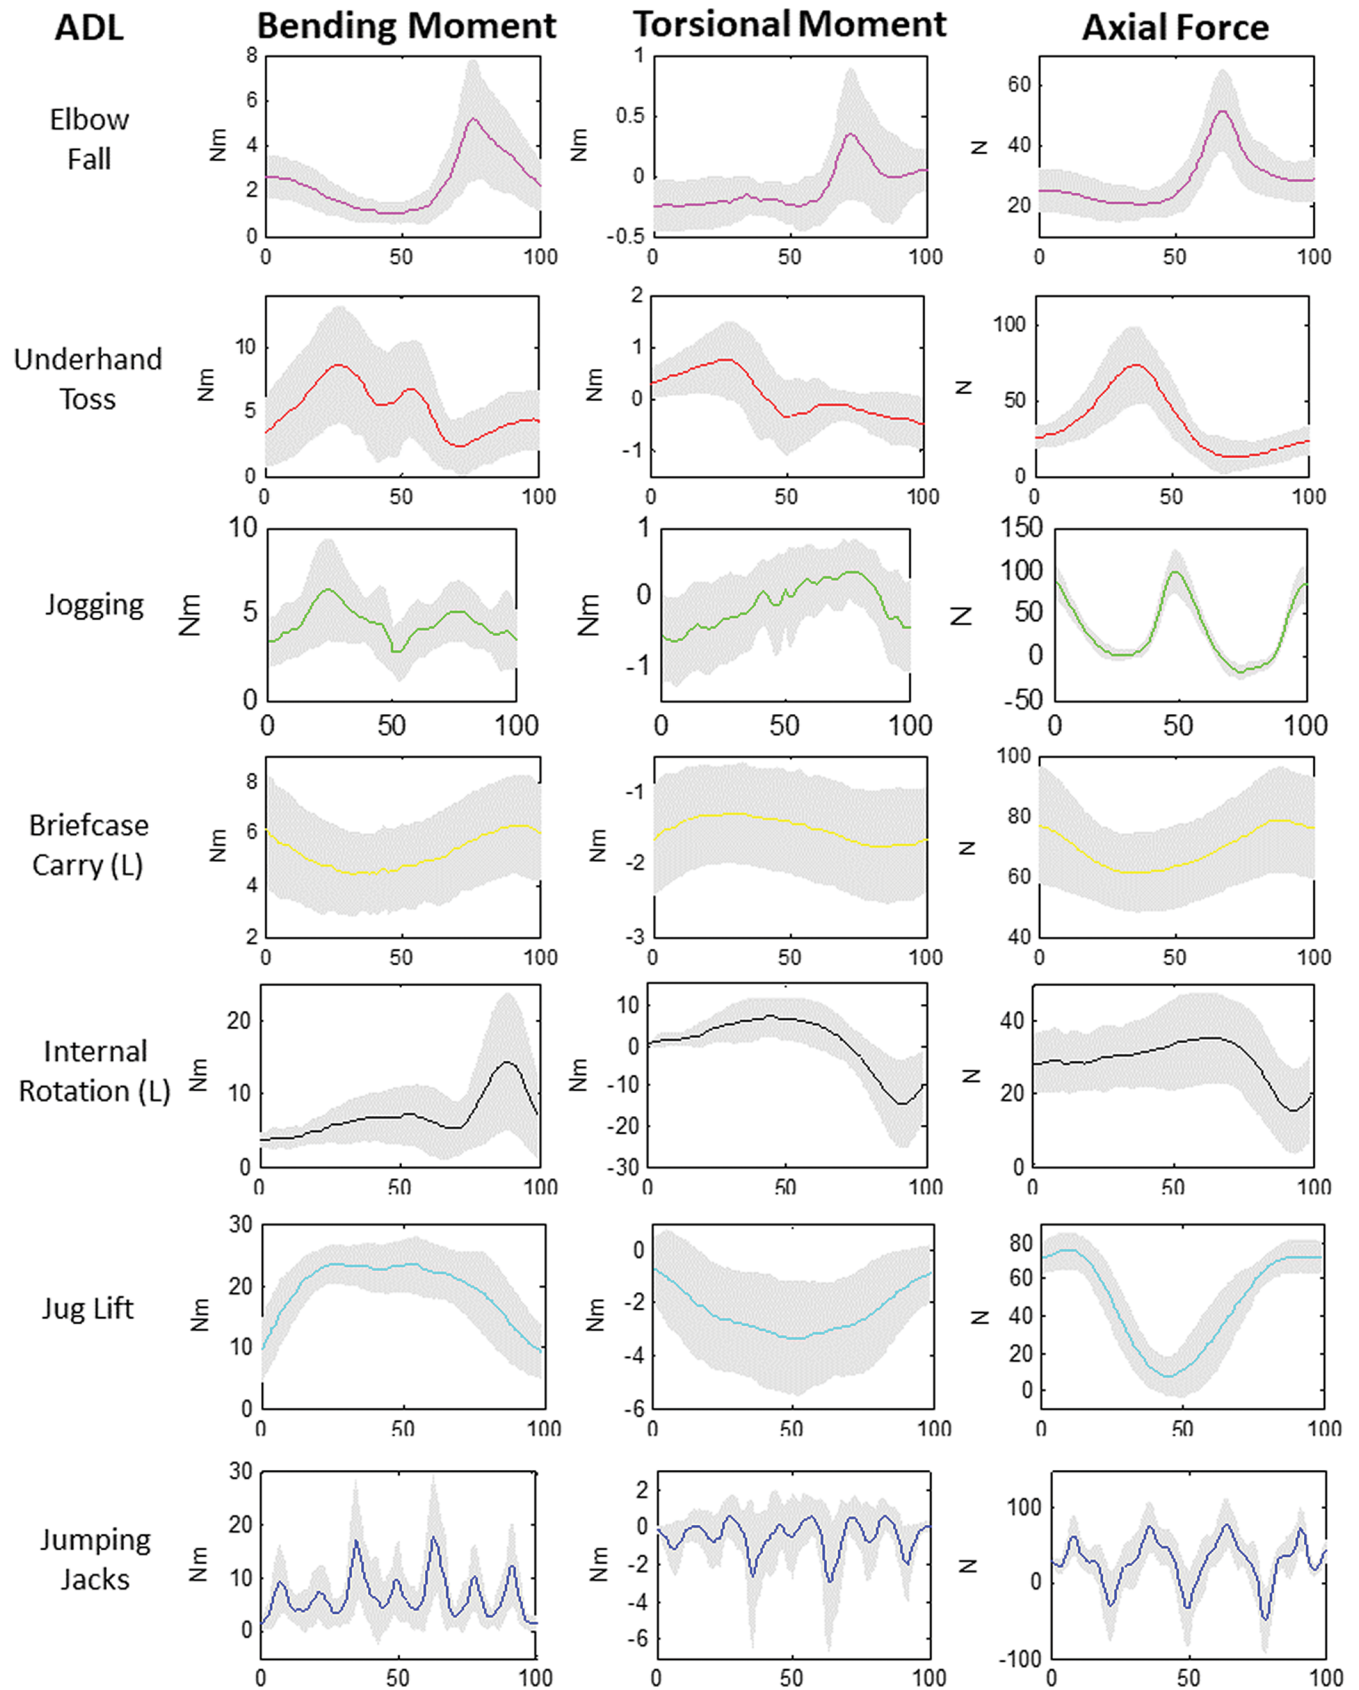 ADL Bending Moment Torsional Moment Axial Force
Elbow
Fall
8
6
4
2
0
Nm
0 50 100
1
0.5
0
-0.5
Nm
0 50 100
60
40
20
N
0 50 100
Underhand
Toss
10
5
0
Nm
0 50 100
2
1
0
-1
Nm
0 50 100
100
50
0
N
0 50 100
Jogging
10
5
0
Nm
0 50 100
1
0
-1
Nm
0 50 100
150
100
50
0
-50
N
0 50 100
Briefcase
Carry (L)
8
6
4
2
Nm
0 50 100
-1
-2
-3
Nm
0 50 100
100
80
60
40
N
0 50 100
Internal
Rotation (L)
20
10
0
Nm
0 50 100
10
0
-10
-20
-30
Nm
0 50 100
40
20
0
N
0 50 100
Jug Lift
30
20
10
0
Nm
0 50 100
0
-2
-4
-6
Nm
0 50 100
80
60
40
20
0
N
0 50 100
Jumping
Jacks
30
20
10
0
Nm
0 50 100
2
0
-2
-4
-6
Nm
0 50 100
100
0
-100
N
0 50 100